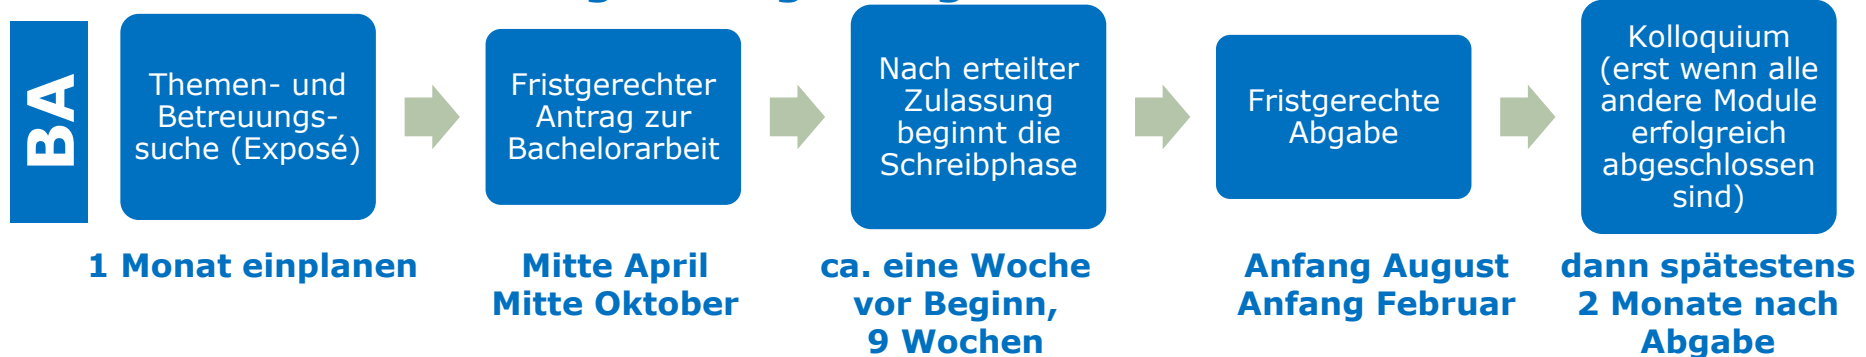 BA
Themen- und
Betreuungs-
suche (Exposé)
1 Monat einplanen
Fristgerechter
Antrag zur
Bachelorarbeit
Mitte April
Mitte Oktober
Nach erteilter
Zulassung
beginnt die
Schreibphase
ca. eine Woche
vor Beginn,
9 Wochen
Fristgerechte
Abgabe
Anfang August
Anfang Februar
Kolloquium
(erst wenn alle
andere Module
erfolgreich
abgeschlossen
sind)
dann spätestens
2 Monate nach
Abgabe